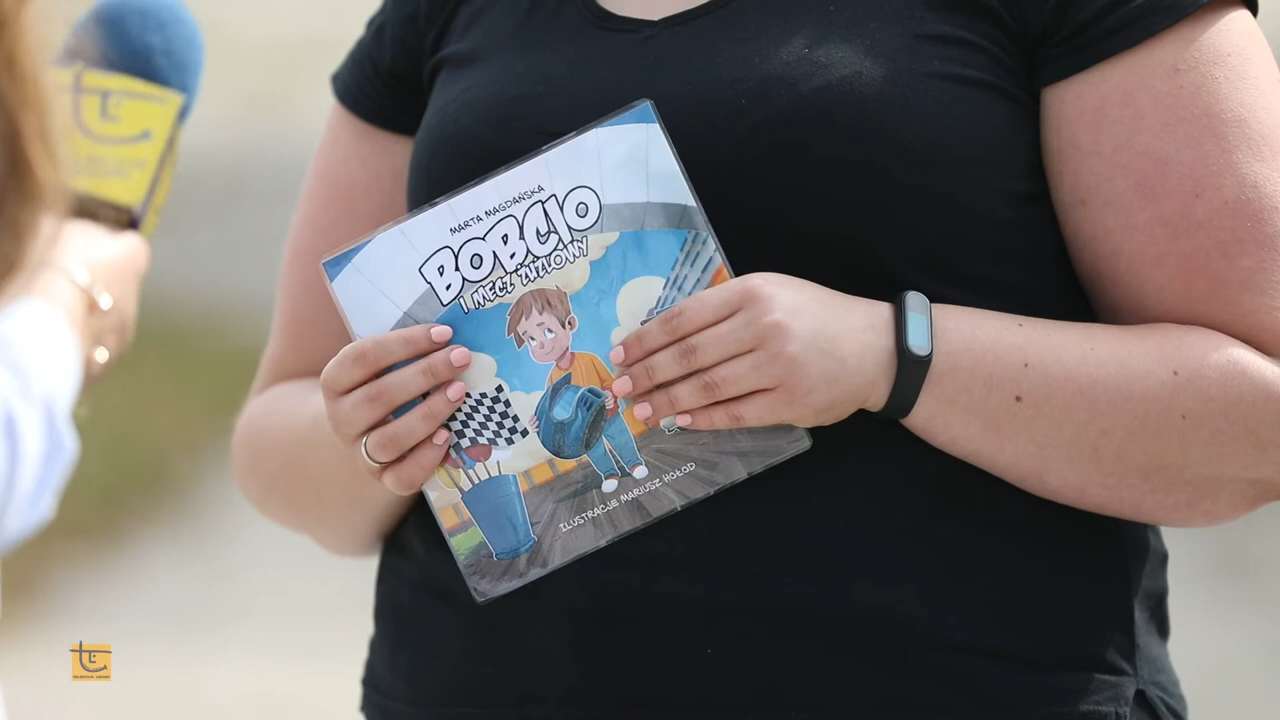 MARTA MAGDAŃSKA
BOBCIO
I MECZ ŻUŻLOWY
ILUSTRACJE MARIUSZ HOŁOD